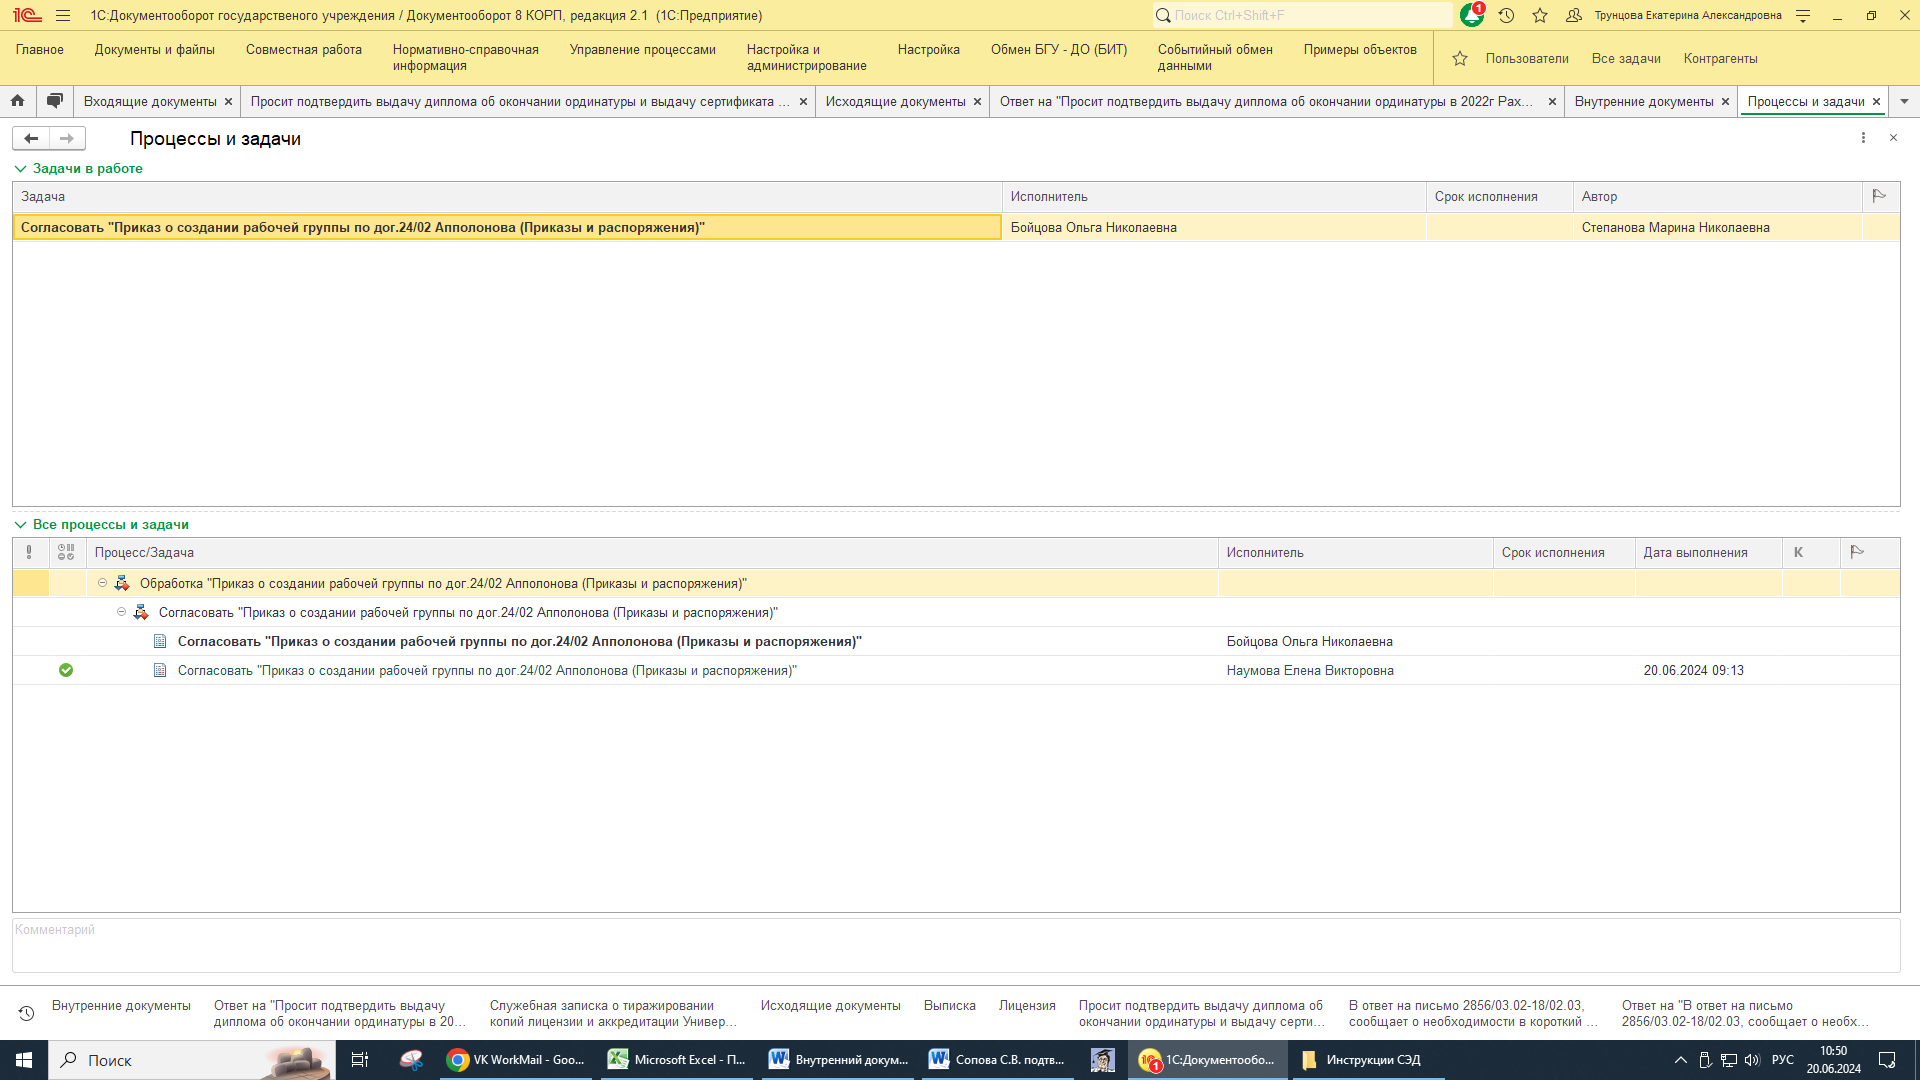 1С:Документооборот государственого учреждения / Документооборот 8 КОРП, редакция 2.1 (1С:Предприятие)
Поиск Ctrl+Shift+F
1
Трунцова Екатерина Александровна
Главное
Документы и файлы
Совместная работа
Нормативно-справочная
информация
Управление процессами
Настройка и
администрирование
Настройка
Обмен БГУ - ДО (БИТ)
Событийный обмен
данными
Примеры объектов
Пользователи
Все задачи
Контрагенты
Входящие документы
Просит подтвердить выдачу диплома об окончании ординатуры и выдачу сертификата ...
Исходящие документы
Ответ на "Просит подтвердить выдачу диплома об окончании ординатуры в 2022г Рах...
Внутренние документы
Процессы и задачи
Процессы и задачи
Задачи в работе
Задача Исполнитель Срок исполнения Автор
Согласовать "Приказ о создании рабочей группы по дог.24/02 Апполонова (Приказы и распоряжения)" Бойцова Ольга Николаевна Степанова Марина Николаевна
Все процессы и задачи
Процесс/Задача Исполнитель Срок исполнения Дата выполнения К
Обработка "Приказ о создании рабочей группы по дог.24/02 Апполонова (Приказы и распоряжения)"
Согласовать "Приказ о создании рабочей группы по дог.24/02 Апполонова (Приказы и распоряжения)"
Согласовать "Приказ о создании рабочей группы по дог.24/02 Апполонова (Приказы и распоряжения)" Бойцова Ольга Николаевна
Согласовать "Приказ о создании рабочей группы по дог.24/02 Апполонова (Приказы и распоряжения)" Наумова Елена Викторовна 20.06.2024 09:13
Комментарий
Внутренние документы
Ответ на "Просит подтвердить выдачу
диплома об окончании ординатуры в 20...
Служебная записка о тиражировании
копий лицензии и аккредитации Универ...
Исходящие документы
Выписка
Лицензия
Просит подтвердить выдачу диплома об
окончании ординатуры и выдачу серти...
В ответ на письмо 2856/03.02-18/02.03,
сообщает о необходимости в короткий ...
Ответ на "В ответ на письмо
2856/03.02-18/02.03, сообщает о необх...
Поиск
VK WorkMail - Goo...
Microsoft Excel - П...
Внутренний докум...
Сопова С.В. подтв...
1
1С:Документообо...
Инструкции СЭД
РУС
10:50
20.06.2024